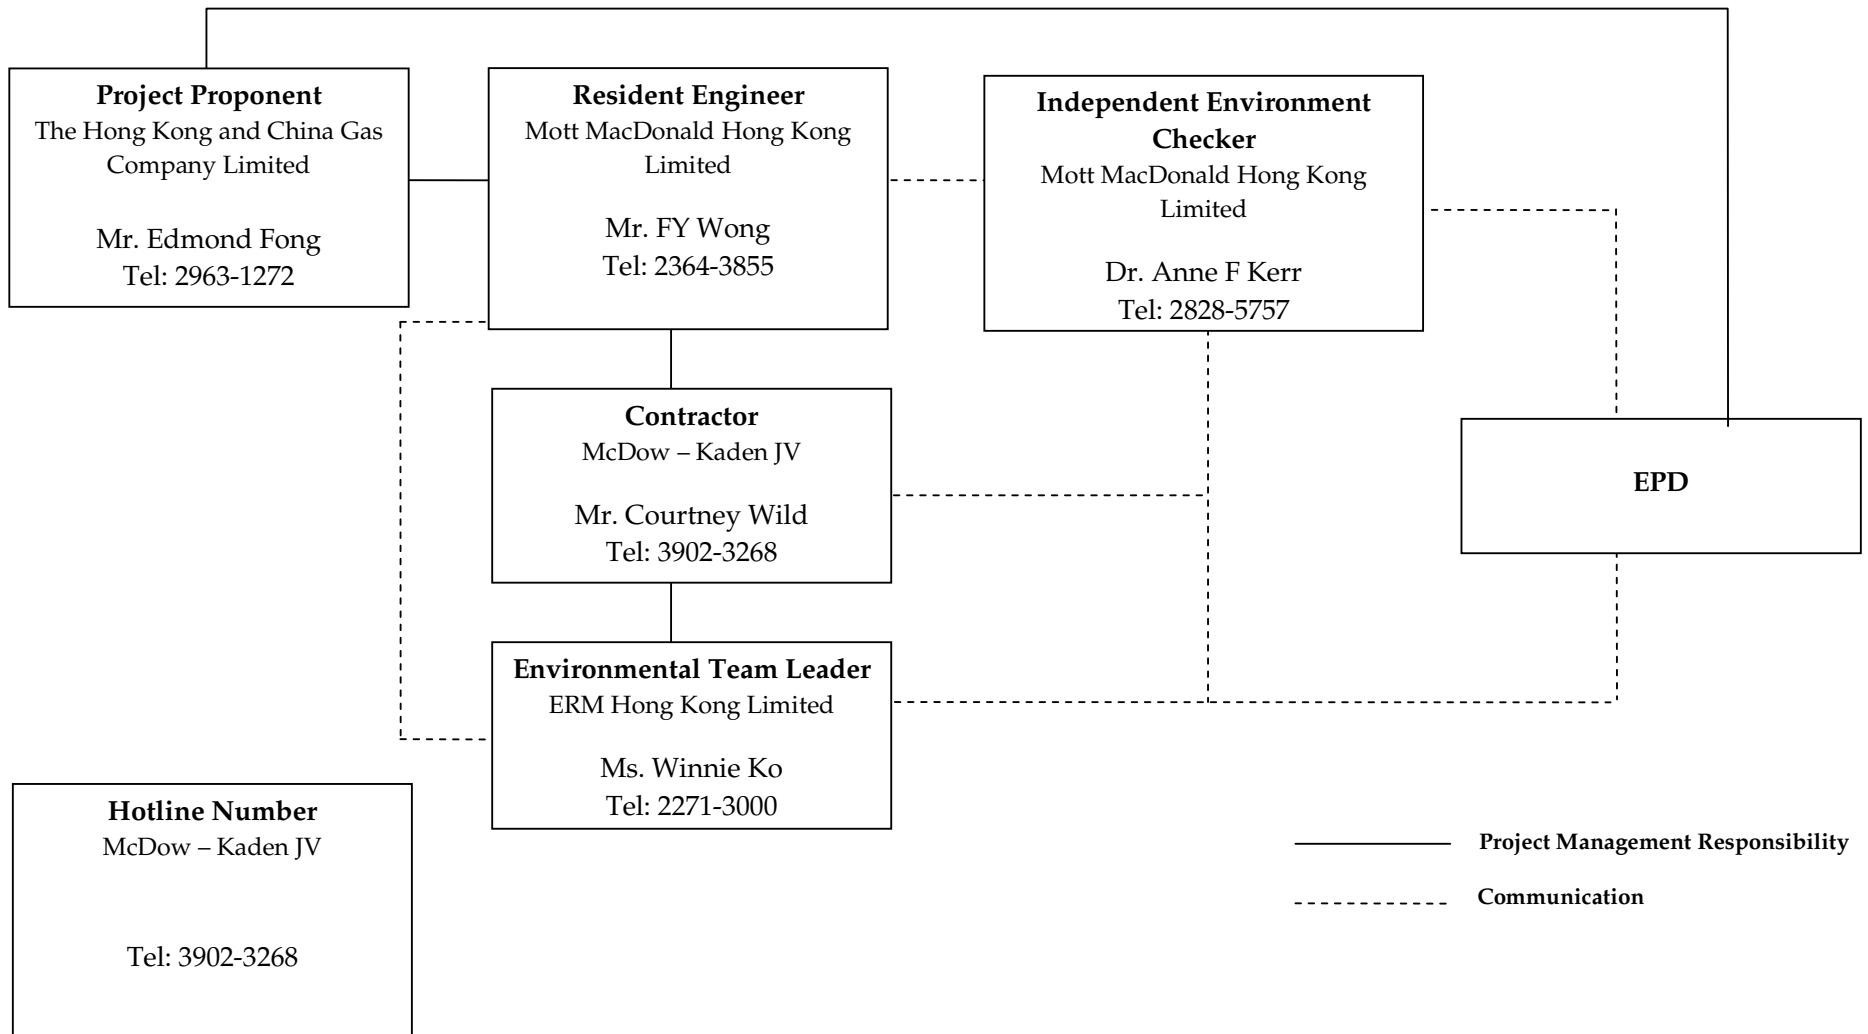 Project Proponent
The Hong Kong and China Gas
Company Limited
Mr. Edmond Fong
Tel: 2963-1272
Resident Engineer
Mott MacDonald Hong Kong
Limited
Mr. FY Wong
Tel: 2364-3855
Independent Environment
Checker
Mott MacDonald Hong Kong
Limited
Dr. Anne F Kerr
Tel: 2828-5757
Contractor
McDow – Kaden JV
Mr. Courtney Wild
Tel: 3902-3268
EPD
Environmental Team Leader
ERM Hong Kong Limited
Ms. Winnie Ko
Tel: 2271-3000
Hotline Number
McDow – Kaden JV
Tel: 3902-3268
Project Management Responsibility
Communication